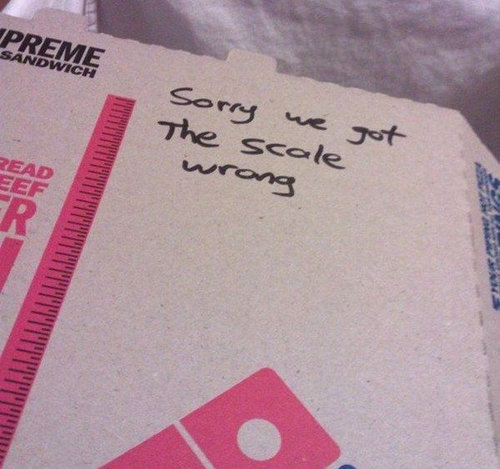 PREME
SANDWICH
Sorry we got
The scale
wrong
READ
EEF
R